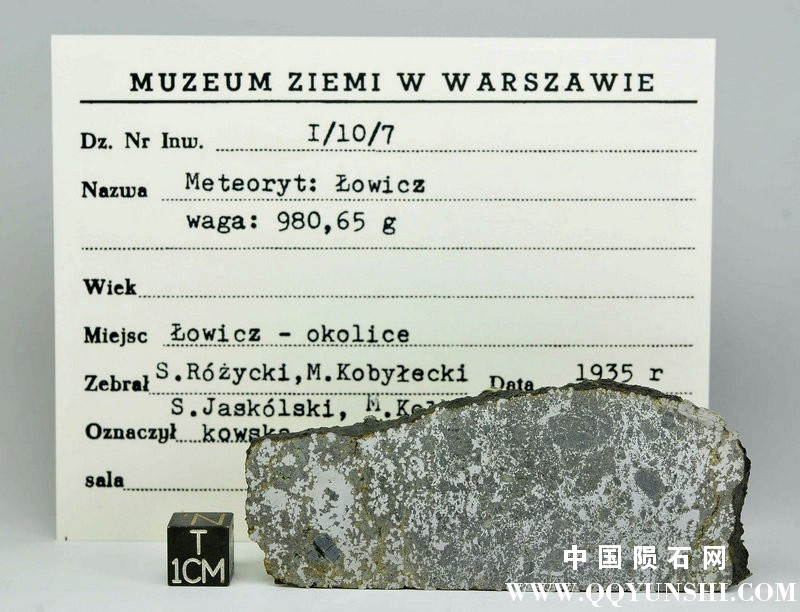 MUZEUM ZIEMI W WARSZAWIE
Dz. Nr Inw. I/10/7
Nazwa Meteoryt: Łowicz
waga: 980,65 g
Wiek
Miejsc Łowicz - okolice
Zebrał S.Różycki,M.Kobyłecki Data 1935 r
S.Jaskólski, M.
Oznaczył
sala
N
T
1CM
中国陨石网
WWW.QQYUNSHI.COM